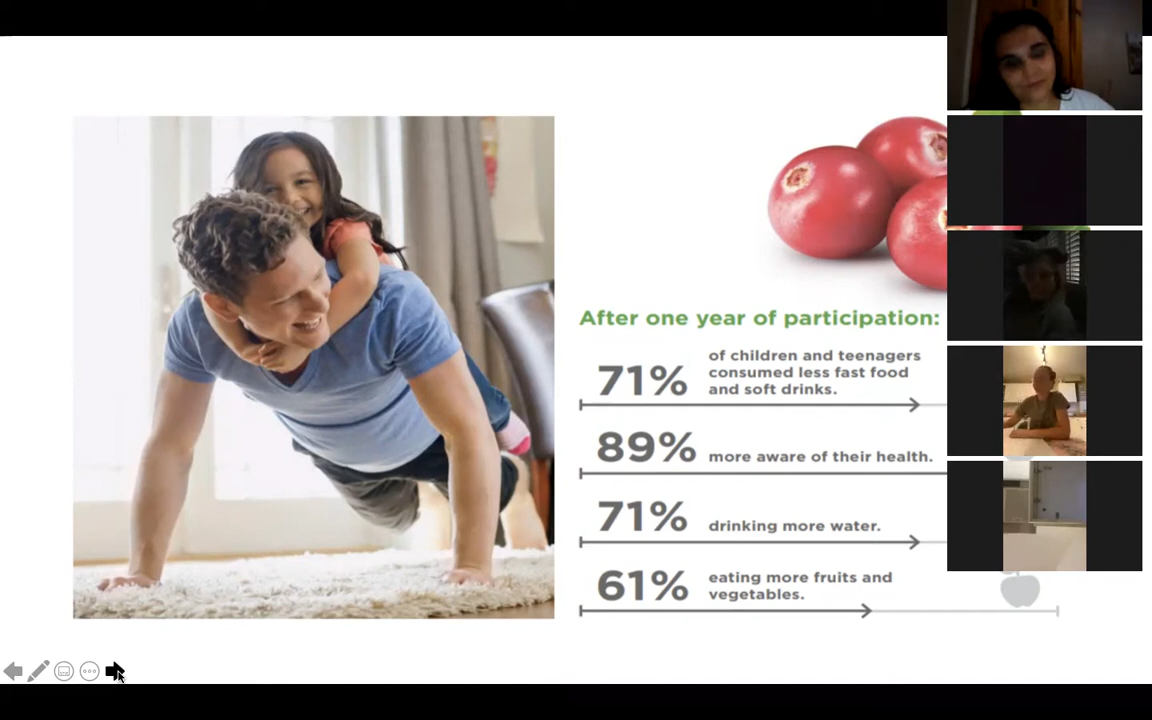 After one year of participation:
71%
of children and teenagers
consumed less fast food
and soft drinks.
89%
more aware of their health.
71%
drinking more water.
61%
eating more fruits and
vegetables.